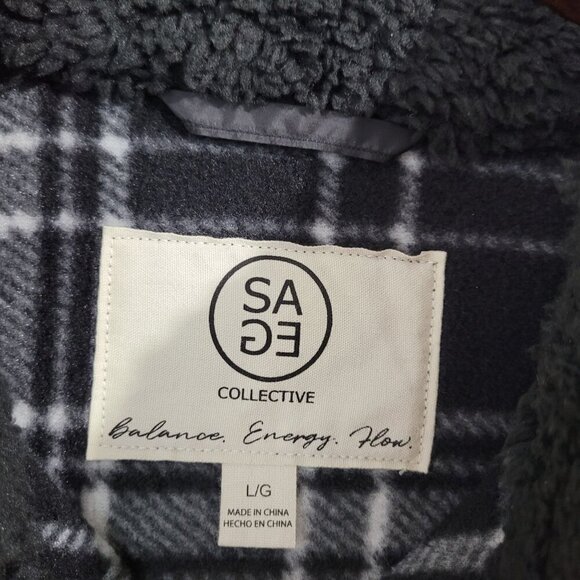 SA
GE
COLLECTIVE
Balance. Energy. Flow.
L/G
MADE IN CHINA
HECHO EN CHINA